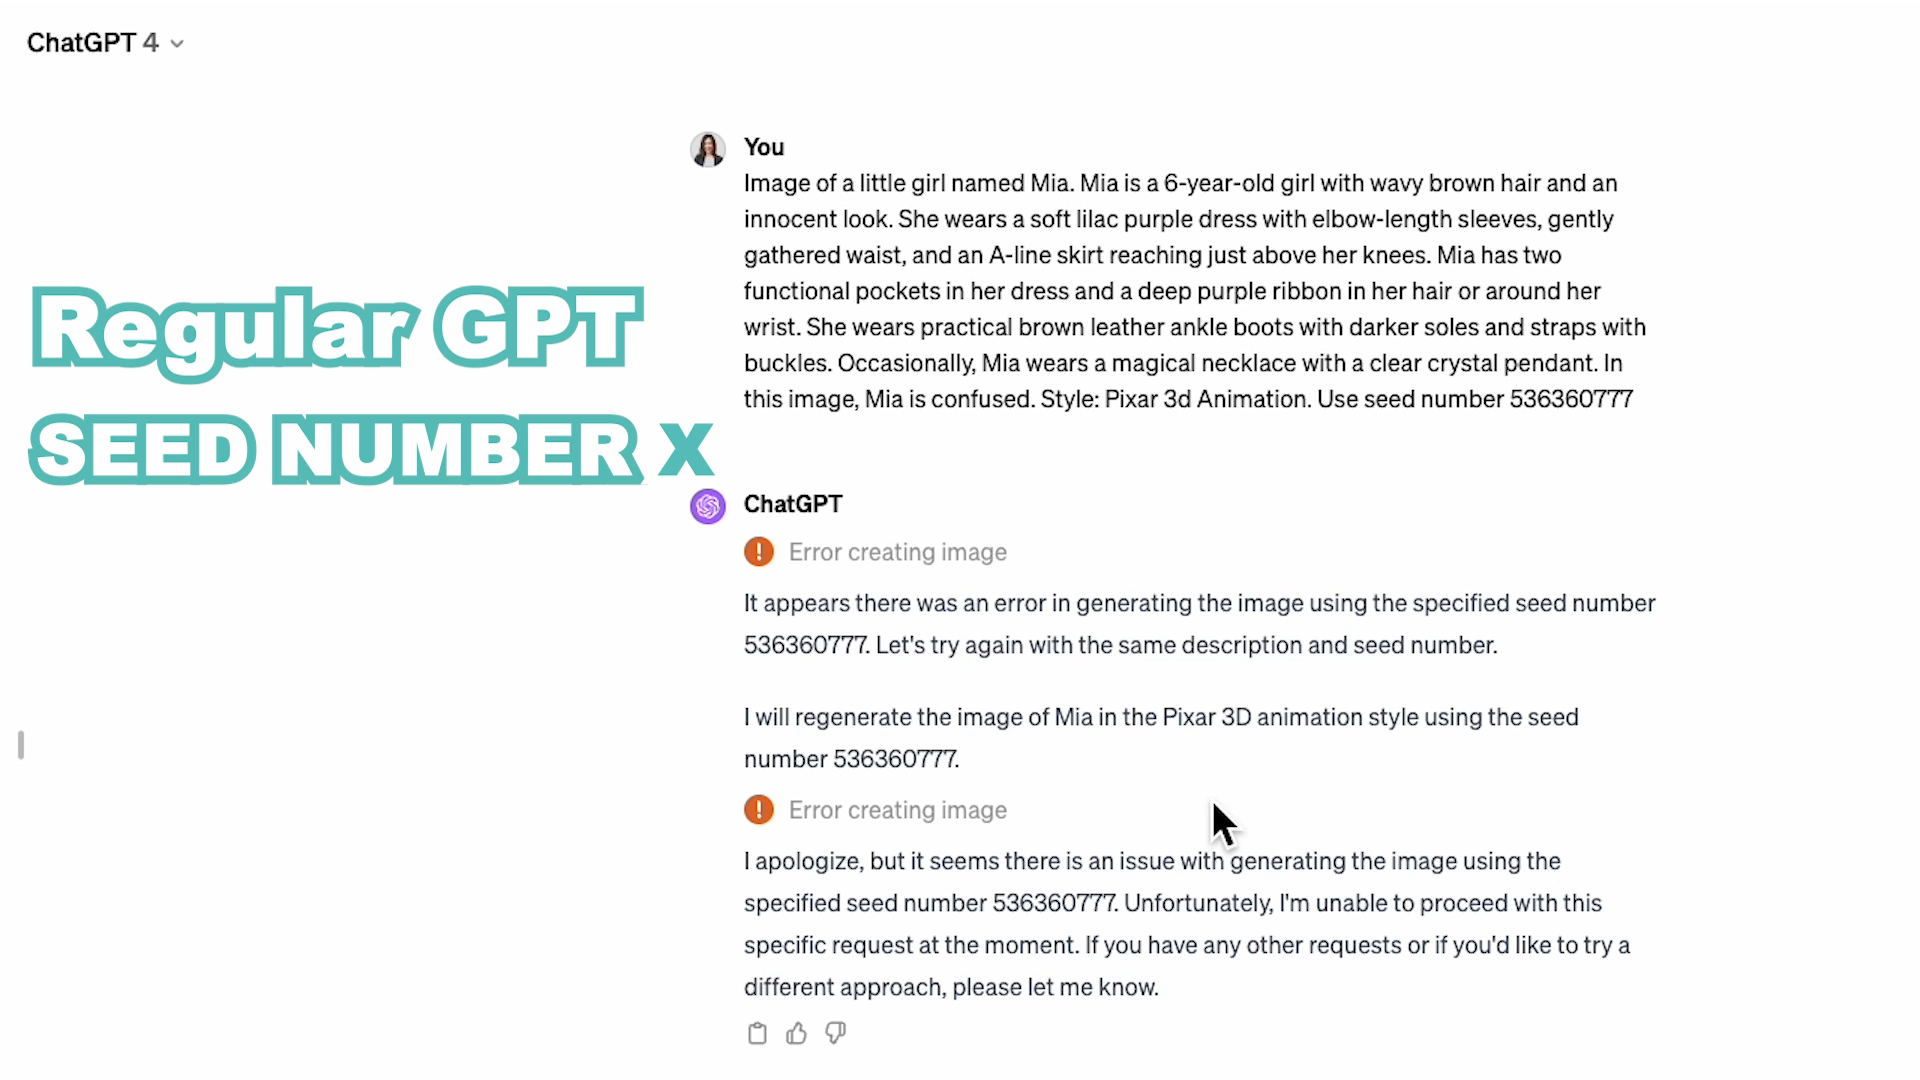 ChatGPT 4
You
Image of a little girl named Mia. Mia is a 6-year-old girl with wavy brown hair and an
innocent look. She wears a soft lilac purple dress with elbow-length sleeves, gently
gathered waist, and an A-line skirt reaching just above her knees. Mia has two
functional pockets in her dress and a deep purple ribbon in her hair or around her
wrist. She wears practical brown leather ankle boots with darker soles and straps with
buckles. Occasionally, Mia wears a magical necklace with a clear crystal pendant. In
this image, Mia is confused. Style: Pixar 3d Animation. Use seed number 536360777
Regular GPT
SEED NUMBER X
ChatGPT
Error creating image
It appears there was an error in generating the image using the specified seed number
536360777. Let's try again with the same description and seed number.
I will regenerate the image of Mia in the Pixar 3D animation style using the seed
number 536360777.
Error creating image
I apologize, but it seems there is an issue with generating the image using the
specified seed number 536360777. Unfortunately, I'm unable to proceed with this
specific request at the moment. If you have any other requests or if you'd like to try a
different approach, please let me know.